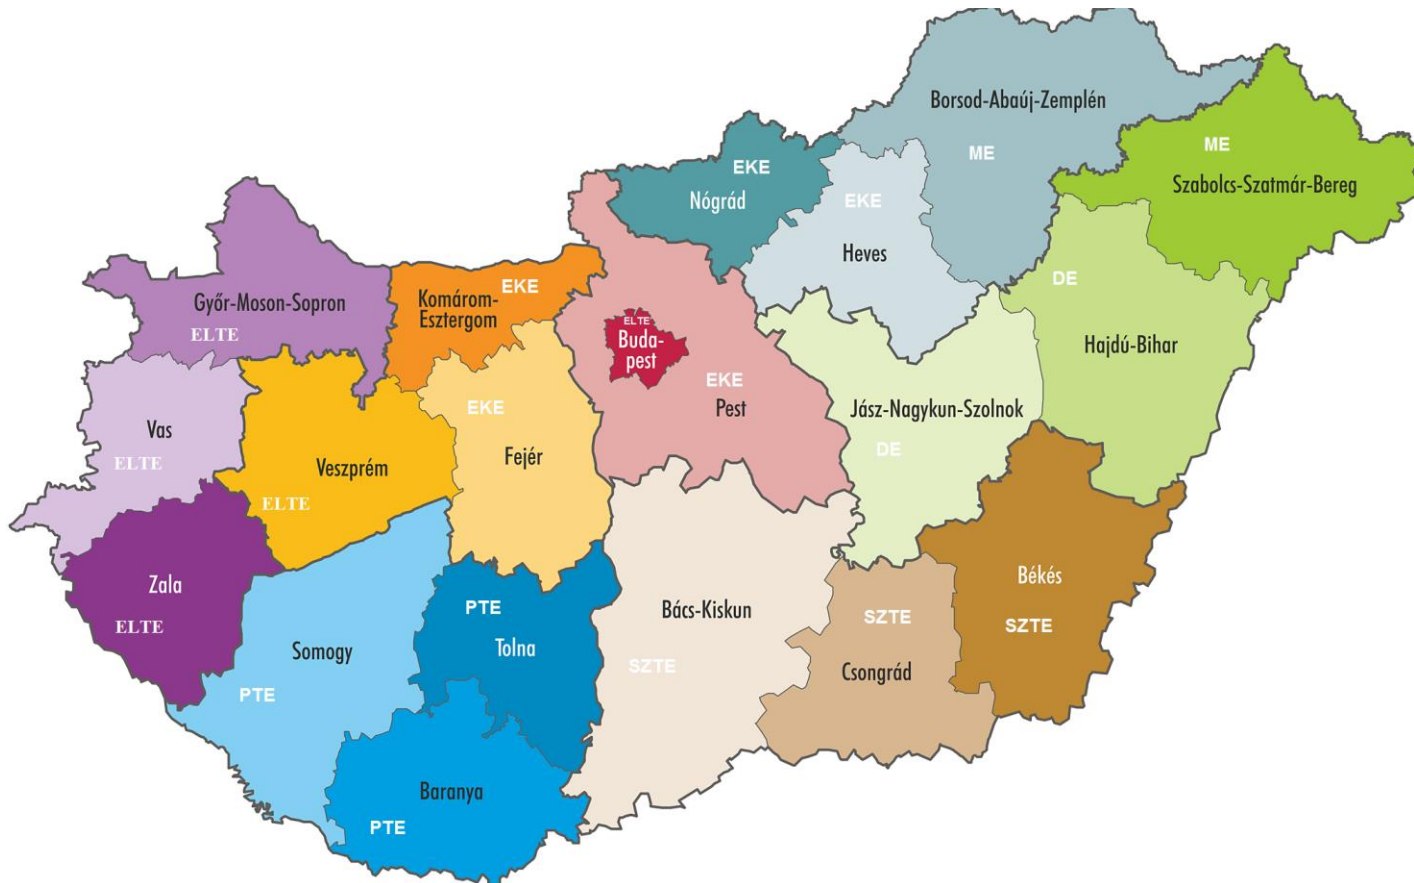 Borsod-Abaúj-Zemplén
ME
ME
Szabolcs-Szatmár-Bereg
EKE
Nógrád
EKE
Heves
DE
Hajdú-Bihar
Győr-Moson-Sopron
ELTE
EKE
Komárom-
Esztergom
ELTE
Buda-
pest
EKE
Pest
Jász-Nagykun-Szolnok
DE
Vas
ELTE
Veszprém
ELTE
EKE
Fejér
Zala
ELTE
Somogy
PTE
PTE
Tolna
Bács-Kiskun
SZTE
SZTE
Csongrád
Békés
SZTE
Baranya
PTE